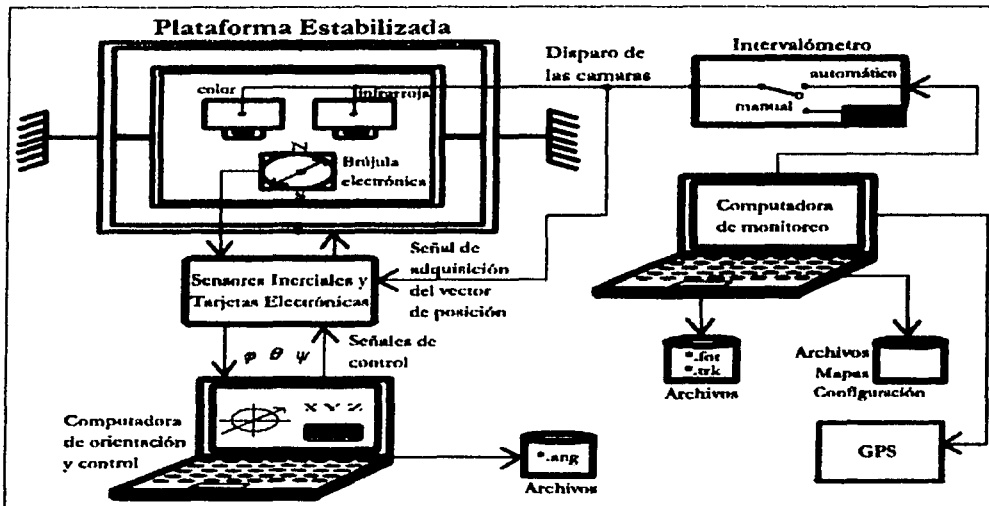 Plataforma Estabilizada
color
infrarroja
N
Brújula
electrónica
s
Disparo de
las camaras
Intervalómetro
automático
manual
Computadora
de monitoreo
Señal de
adquisición
del vector
de posición
Sensores Inerciales y
Tarjetas Electrónicas
φ θ ψ
Señales de
control
*.fot
*.trk
Archivos
Archivos
Mapas
Configuración
GPS
X Y Z
Computadora
de orientación
y control
*.ang
Archivos